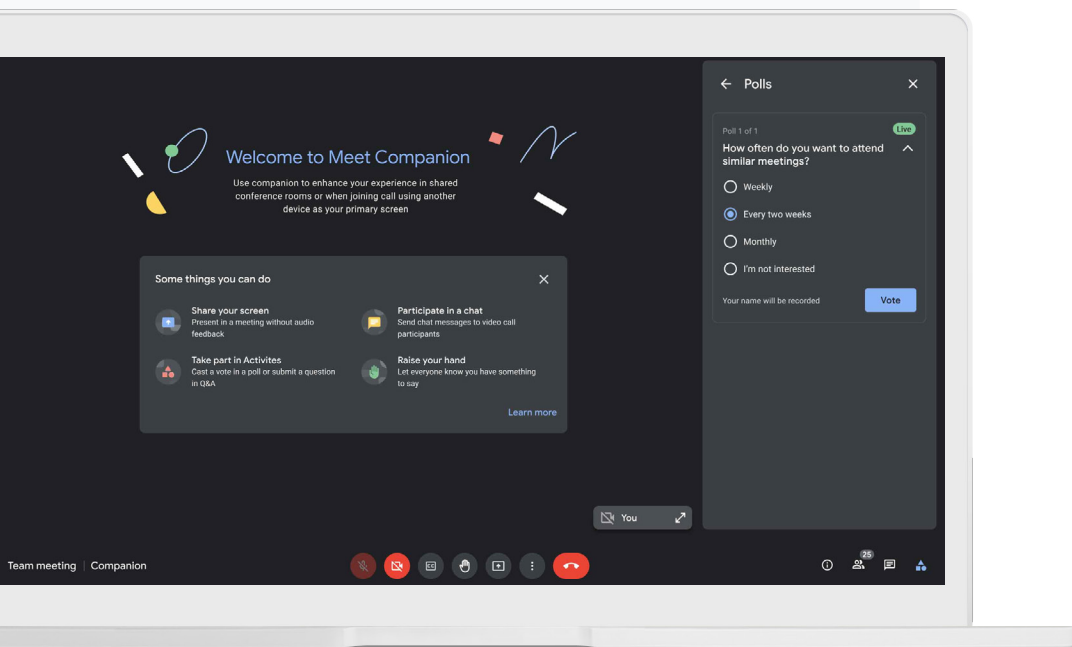 Welcome to Meet Companion
Use companion to enhance your experience in shared
conference rooms or when joining call using another
device as your primary screen
Some things you can do
Share your screen
Present in a meeting without audio
feedback
Participate in a chat
Send chat messages to video call
participants
Take part in Activites
Cast a vote in a poll or submit a question
in Q&A
Raise your hand
Let everyone know you have something
to say
Learn more
You
Polls
Poll 1 of 1
Live
How often do you want to attend
similar meetings?
Weekly
Every two weeks
Monthly
I'm not interested
Your name will be recorded
Vote
Team meeting | Companion
CC
25